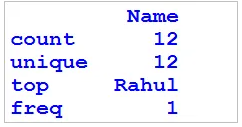 Name
count 12
unique 12
top Rahul
freq 1